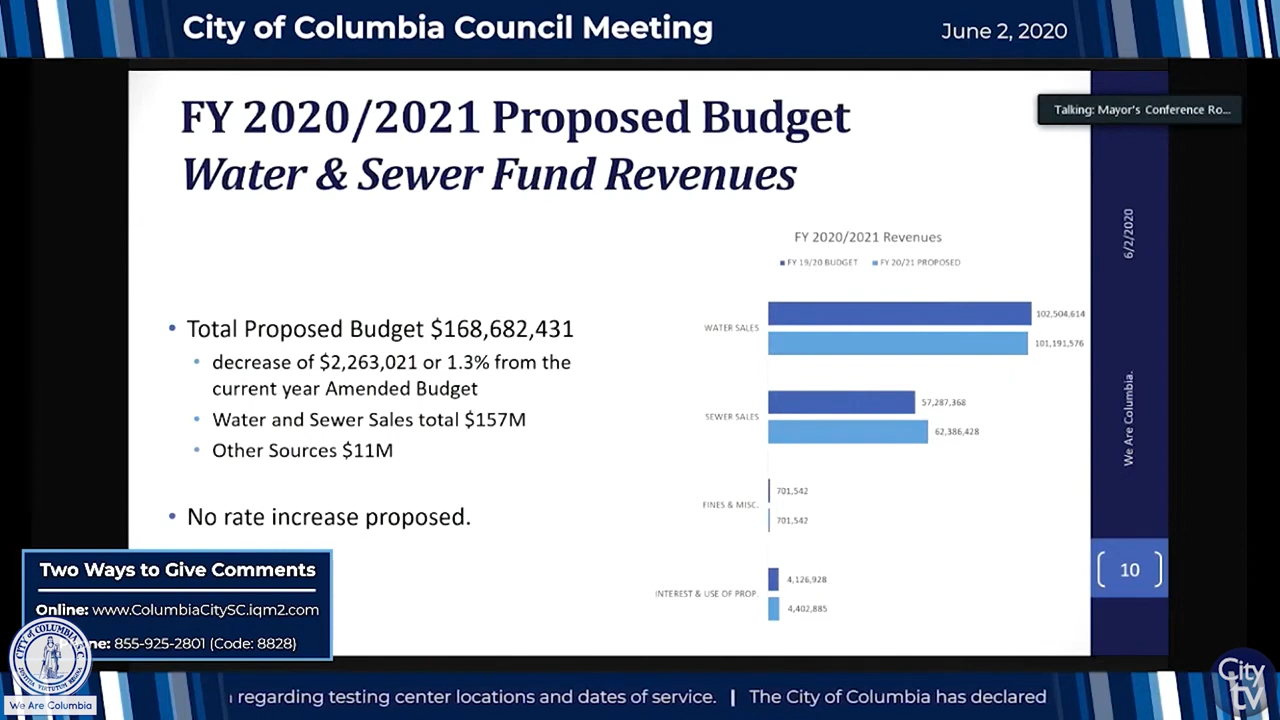 City of Columbia Council Meeting
June 2, 2020
FY 2020/2021 Proposed Budget
Water & Sewer Fund Revenues
Talking: Mayor's Conference Ro...
6/2/2020
We Are Columbia.
10
FY 2020/2021 Revenues
FY 19/20 BUDGET
FY 20/21 PROPOSED
• Total Proposed Budget $168,682,431
• decrease of $2,263,021 or 1.3% from the
current year Amended Budget
• Water and Sewer Sales total $157M
• Other Sources $11M
• No rate increase proposed.
WATER SALES
102,504,614
101,191,576
SEWER SALES
57,287,368
62,386,428
FINES & MISC.
701,542
701,542
INTEREST & USE OF PROP.
4,126,928
4,402,885
Two Ways to Give Comments
Online: www.ColumbiaCitySC.iqm2.com
ne: 855-925-2801 (Code: 8828)
CITY OF COLUMBIA S.C.
We Are Columbia
regarding testing center locations and dates of service. | The City of Columbia has declared
City
tv